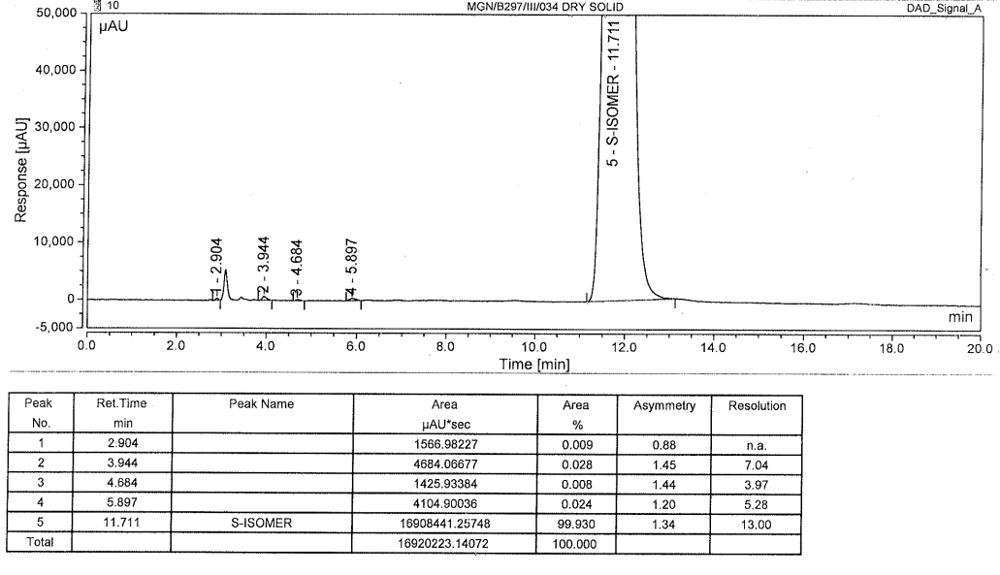 10
MGN/B297/III/034 DRY SOLID
DAD_Signal_A
50,000
µAU
40,000
30,000
20,000
10,000
0
-5,000
Response [µAU]
1 - 2.904
2 - 3.944
3 - 4.684
4 - 5.897
5 - S-ISOMER - 11.711
min
0.0 2.0 4.0 6.0 8.0 10.0 12.0 14.0 16.0 18.0 20.0
Time [min]
Peak Ret.Time Peak Name Area Area Asymmetry Resolution
No. min µAU*sec %
1 2.904 1566.98227 0.009 0.88 n.a.
2 3.944 4684.06677 0.028 1.45 7.04
3 4.684 1425.93384 0.008 1.44 3.97
4 5.897 4104.90036 0.024 1.20 5.28
5 11.711 S-ISOMER 16908441.25748 99.930 1.34 13.00
Total 16920223.14072 100.000